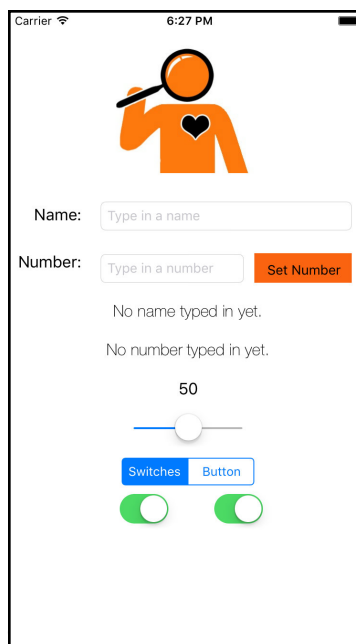 Carrier 6:27 PM
Name: Type in a name
Number: Type in a number Set Number
No name typed in yet.
No number typed in yet.
50
Switches Button